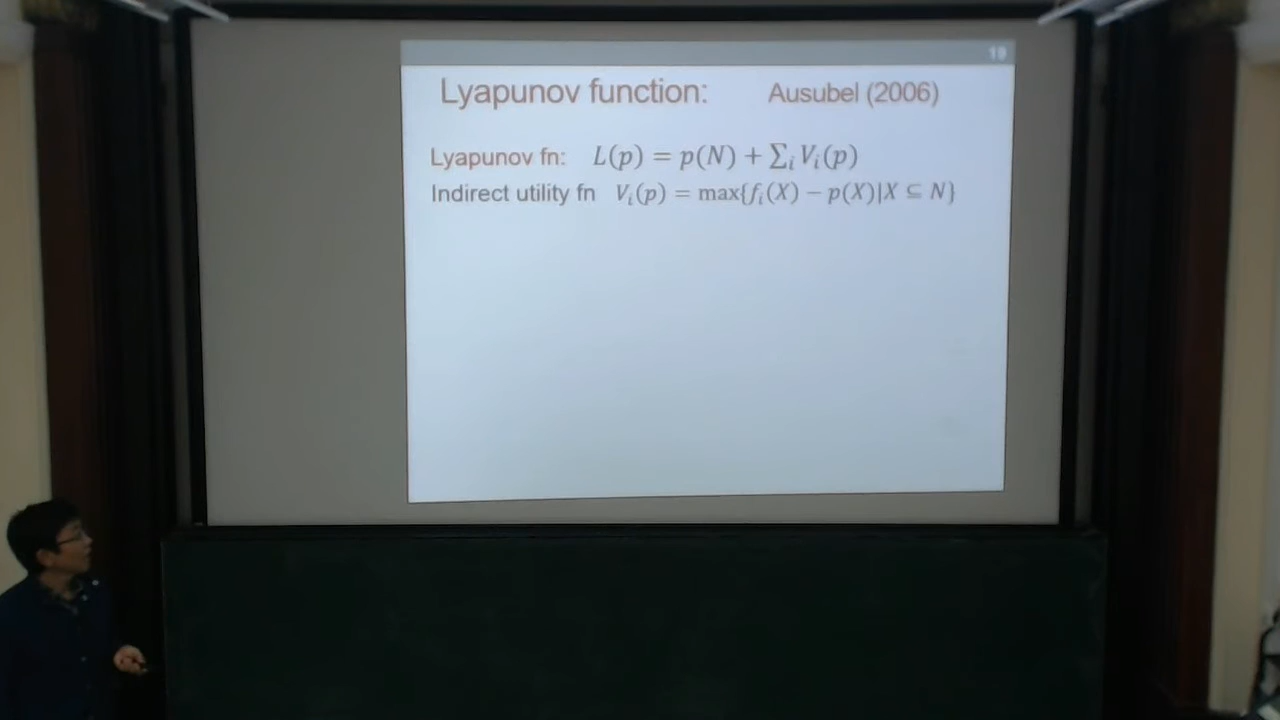 19
Lyapunov function: Ausubel (2006)
Lyapunov fn: L(p) = p(N) + ∑ᵢ Vᵢ(p)
Indirect utility fn Vᵢ(p) = max{fᵢ(X) − p(X)|X ⊆ N}